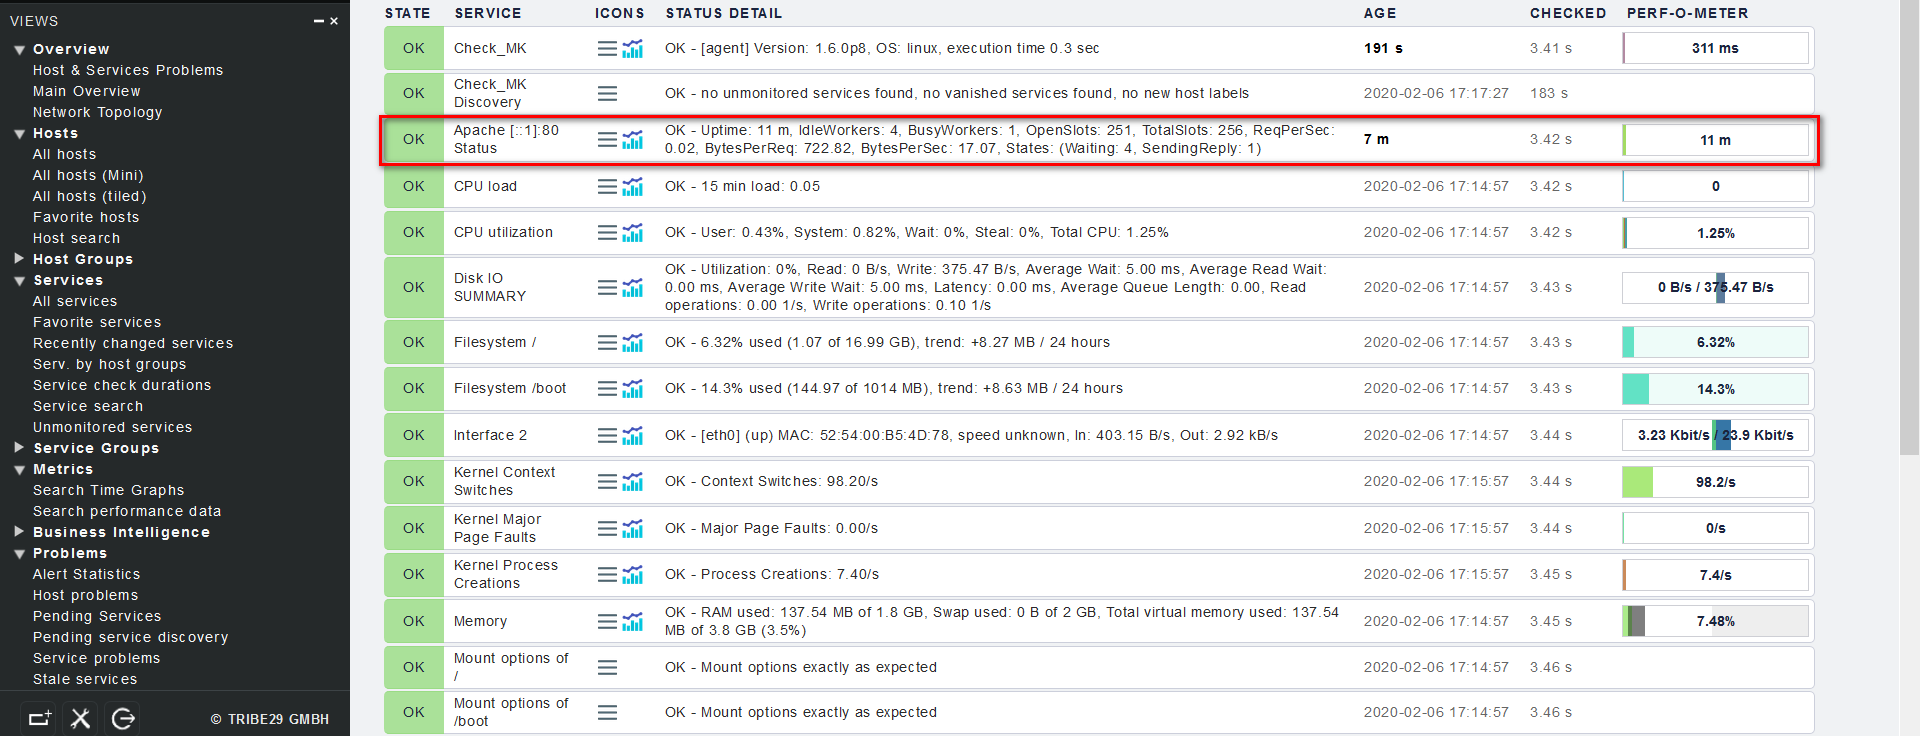 VIEWS
Overview
Host & Services Problems
Main Overview
Network Topology
Hosts
All hosts
All hosts (Mini)
All hosts (tiled)
Favorite hosts
Host search
Host Groups
Services
All services
Favorite services
Recently changed services
Serv. by host groups
Service check durations
Service search
Unmonitored services
Service Groups
Metrics
Search Time Graphs
Search performance data
Business Intelligence
Problems
Alert Statistics
Host problems
Pending Services
Pending service discovery
Service problems
Stale services
© TRIBE29 GMBH
STATE SERVICE ICONS STATUS DETAIL AGE CHECKED PERF-O-METER
OK Check_MK OK - [agent] Version: 1.6.0p8, OS: linux, execution time 0.3 sec 191 s 3.41 s 311 ms
OK Check_MK
Discovery OK - no unmonitored services found, no vanished services found, no new host labels 2020-02-06 17:17:27 183 s
OK Apache [::1]:80
Status OK - Uptime: 11 m, IdleWorkers: 4, BusyWorkers: 1, OpenSlots: 251, TotalSlots: 256, ReqPerSec:
0.02, BytesPerReq: 722.82, BytesPerSec: 17.07, States: (Waiting: 4, SendingReply: 1) 7 m 3.42 s 11 m
OK CPU load OK - 15 min load: 0.05 2020-02-06 17:14:57 3.42 s 0
OK CPU utilization OK - User: 0.43%, System: 0.82%, Wait: 0%, Steal: 0%, Total CPU: 1.25% 2020-02-06 17:14:57 3.42 s 1.25%
OK Disk IO
SUMMARY OK - Utilization: 0%, Read: 0 B/s, Write: 375.47 B/s, Average Wait: 5.00 ms, Average Read Wait:
0.00 ms, Average Write Wait: 5.00 ms, Latency: 0.00 ms, Average Queue Length: 0.00, Read
operations: 0.00 1/s, Write operations: 0.10 1/s 2020-02-06 17:14:57 3.43 s 0 B/s / 375.47 B/s
OK Filesystem / OK - 6.32% used (1.07 of 16.99 GB), trend: +8.27 MB / 24 hours 2020-02-06 17:14:57 3.43 s 6.32%
OK Filesystem /boot OK - 14.3% used (144.97 of 1014 MB), trend: +8.63 MB / 24 hours 2020-02-06 17:14:57 3.43 s 14.3%
OK Interface 2 OK - [eth0] (up) MAC: 52:54:00:B5:4D:78, speed unknown, In: 403.15 B/s, Out: 2.92 kB/s 2020-02-06 17:14:57 3.44 s 3.23 Kbit/s / 23.9 Kbit/s
OK Kernel Context
Switches OK - Context Switches: 98.20/s 2020-02-06 17:15:57 3.44 s 98.2/s
OK Kernel Major
Page Faults OK - Major Page Faults: 0.00/s 2020-02-06 17:15:57 3.44 s 0/s
OK Kernel Process
Creations OK - Process Creations: 7.40/s 2020-02-06 17:15:57 3.45 s 7.4/s
OK Memory OK - RAM used: 137.54 MB of 1.8 GB, Swap used: 0 B of 2 GB, Total virtual memory used: 137.54
MB of 3.8 GB (3.5%) 2020-02-06 17:14:57 3.45 s 7.48%
OK Mount options of
/ OK - Mount options exactly as expected 2020-02-06 17:14:57 3.46 s
OK Mount options of
/boot OK - Mount options exactly as expected 2020-02-06 17:14:57 3.46 s